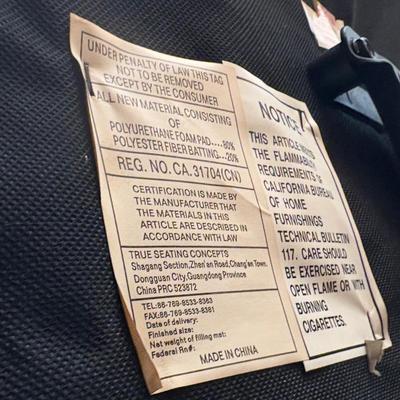 UNDER PENALTY OF LAW THIS TAG
NOT TO BE REMOVED
EXCEPT BY THE CONSUMER
ALL NEW MATERIAL CONSISTING
OF
POLYURETHANE FOAM PAD....80%
POLYESTER FIBER BATTING...20%
REG. NO. CA. 31704(CN)
CERTIFICATION IS MADE BY
THE MANUFACTURER THAT
THE MATERIALS IN THIS
ARTICLE ARE DESCRIBED IN
ACCORDANCE WITH LAW
TRUE SEATING CONCEPTS
Shagang Section,Zhen'an Road,Chang'an Town,
Dongguan City,Guangdong Province
China PRC 523872
TEL:86-769-8533-8363
FAX:86-769-8533-8361
Date of delivery:
Finished size:
Net weight of filling mat:
Federal Rn#:
MADE IN CHINA
NOTICE
THIS ARTICLE MEETS
THE FLAMMABILITY
REQUIREMENTS OF
CALIFORNIA BUREAU
OF HOME
FURNISHINGS
TECHNICAL BULLETIN
117. CARE SHOULD
BE EXERCISED NEAR
OPEN FLAME OR WITH
BURNING
CIGARETTES.